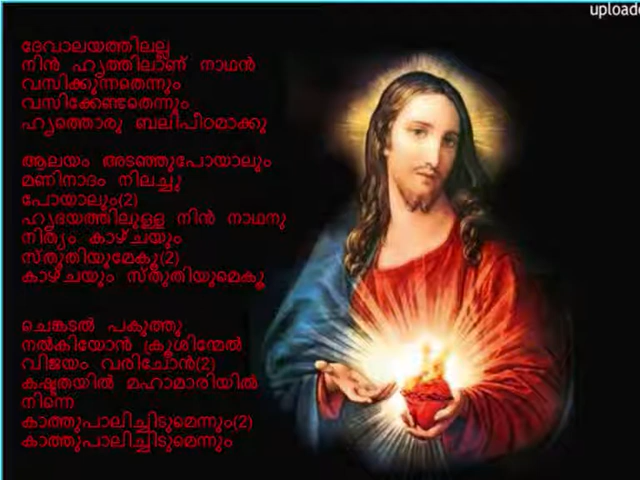 uploade
ദേവാലയത്തിലല്ല
നിൻ ഹൃത്തിലാണ് നാഥൻ
വസിക്കുന്നതെന്നും
വസിക്കേണ്ടതെന്നും
ഹൃത്തൊരു ബലിപീഠമാക്കൂ
ആലയം അടഞ്ഞുപോയാലും
മണിനാദം നിലച്ചു
പോയാലും(2)
ഹൃദയത്തിലുള്ള നിൻ നാഥനു
നിത്യം കാഴ്ചയും
സ്തുതിയുമേകൂ(2)
കാഴ്ചയും സ്തുതിയുമെകൂ
ചെങ്കടൽ പകുത്തു
നൽകിയോൻ ക്രൂശിന്മേൽ
വിജയം വരിചോൻ(2)
കഷ്ടതയിൽ മഹാമാരിയിൽ
നിന്നെ
കാത്തുപാലിച്ചിടുമെന്നും(2)
കാത്തുപാലിച്ചിടുമെന്നും